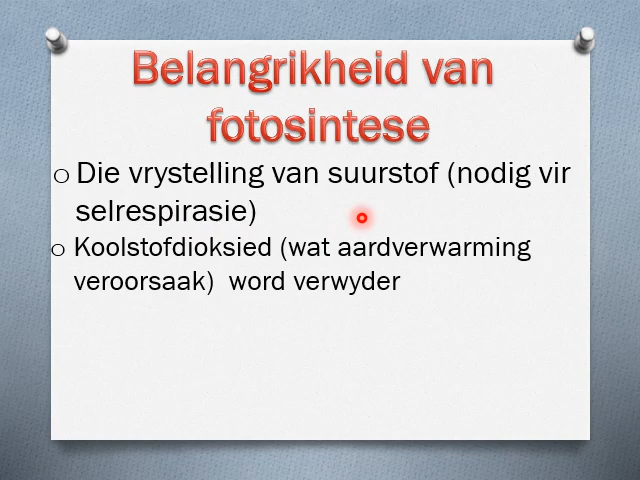 Belangrikheid van
fotosintese
o Die vrystelling van suurstof (nodig vir
selrespirasie)
o Koolstofdioksied (wat aardverwarming
veroorsaak) word verwyder